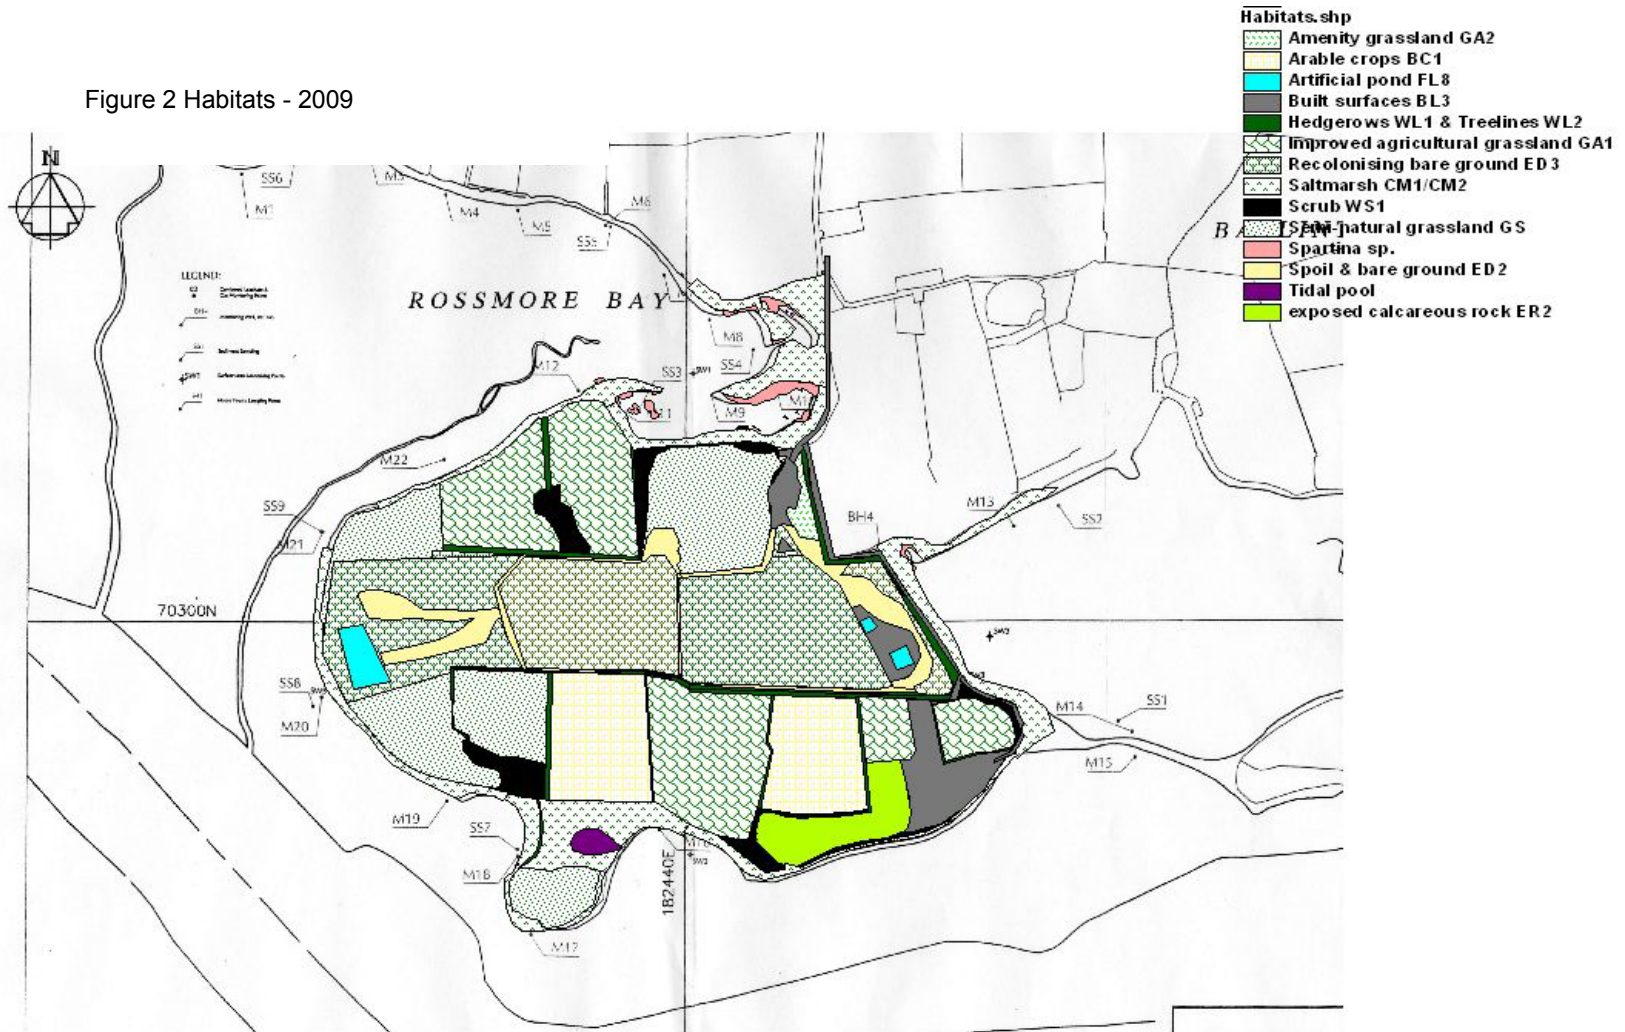 Habitats.shp
Amenity grassland GA2
Arable crops BC1
Artificial pond FL8
Built surfaces BL3
Hedgerows WL1 & Treelines WL2
Improved agricultural grassland GA1
Recolonising bare ground ED3
Saltmarsh CM1/CM2
Scrub WS1
Semi-natural grassland GS
Spartina sp.
Spoil & bare ground ED2
Tidal pool
exposed calcareous rock ER2
Figure 2 Habitats - 2009
N
SS6
M3
M4
M5
M6
SS5
LEGEND:
ROSSMORE BAY
M8
SS4
SS3
SW1
M12
M9
M22
SS9
M21
BH4
M13
SS2
70300N
SW2
SS8
M20
M14
SS1
M15
M19
SS7
M18
182440E
M17